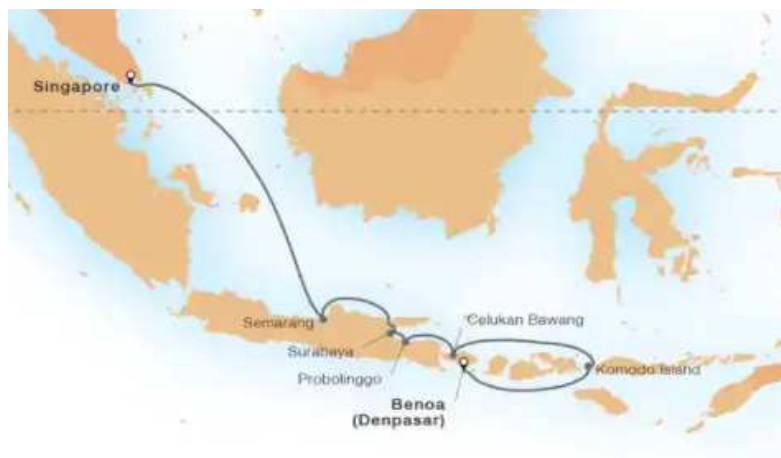 Singapore
Semarang
Celukan Bawang
Surabaya
Komodo Island
Probolinggo
Benoa
(Denpasar)